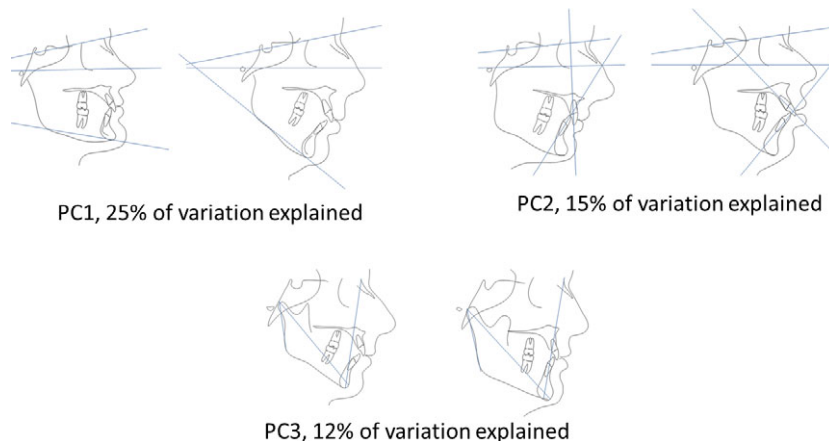 PC1, 25% of variation explained
PC2, 15% of variation explained
PC3, 12% of variation explained